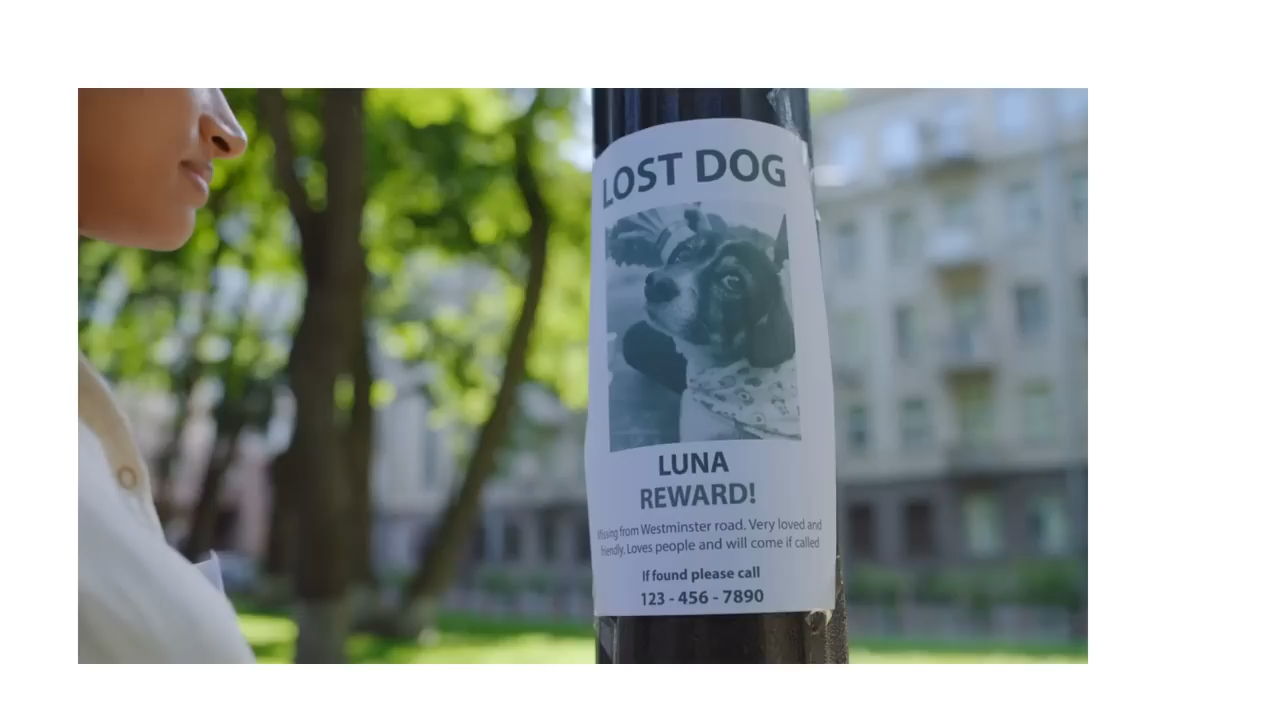 LOST DOG
LUNA
REWARD!
Missing from Westminster road. Very loved and
friendly. Loves people and will come if called
If found please call
123 - 456 - 7890